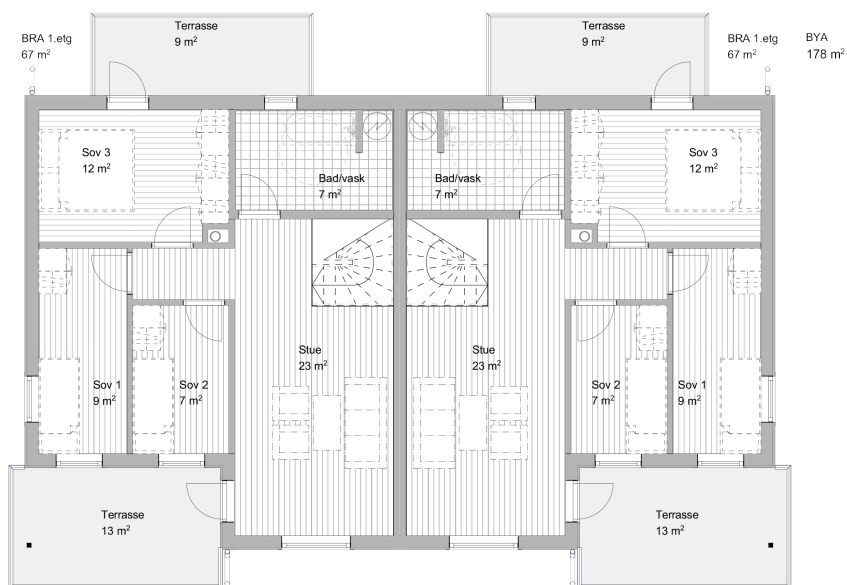 Terrasse
9 m²
Terrasse
9 m²
BRA 1.etg
67 m²
BRA 1.etg
67 m²
BYA
178 m²
Sov 3
12 m²
Bad/vask
7 m²
Bad/vask
7 m²
Sov 3
12 m²
Stue
23 m²
Stue
23 m²
Sov 1
9 m²
Sov 2
7 m²
Sov 2
7 m²
Sov 1
9 m²
Terrasse
13 m²
Terrasse
13 m²